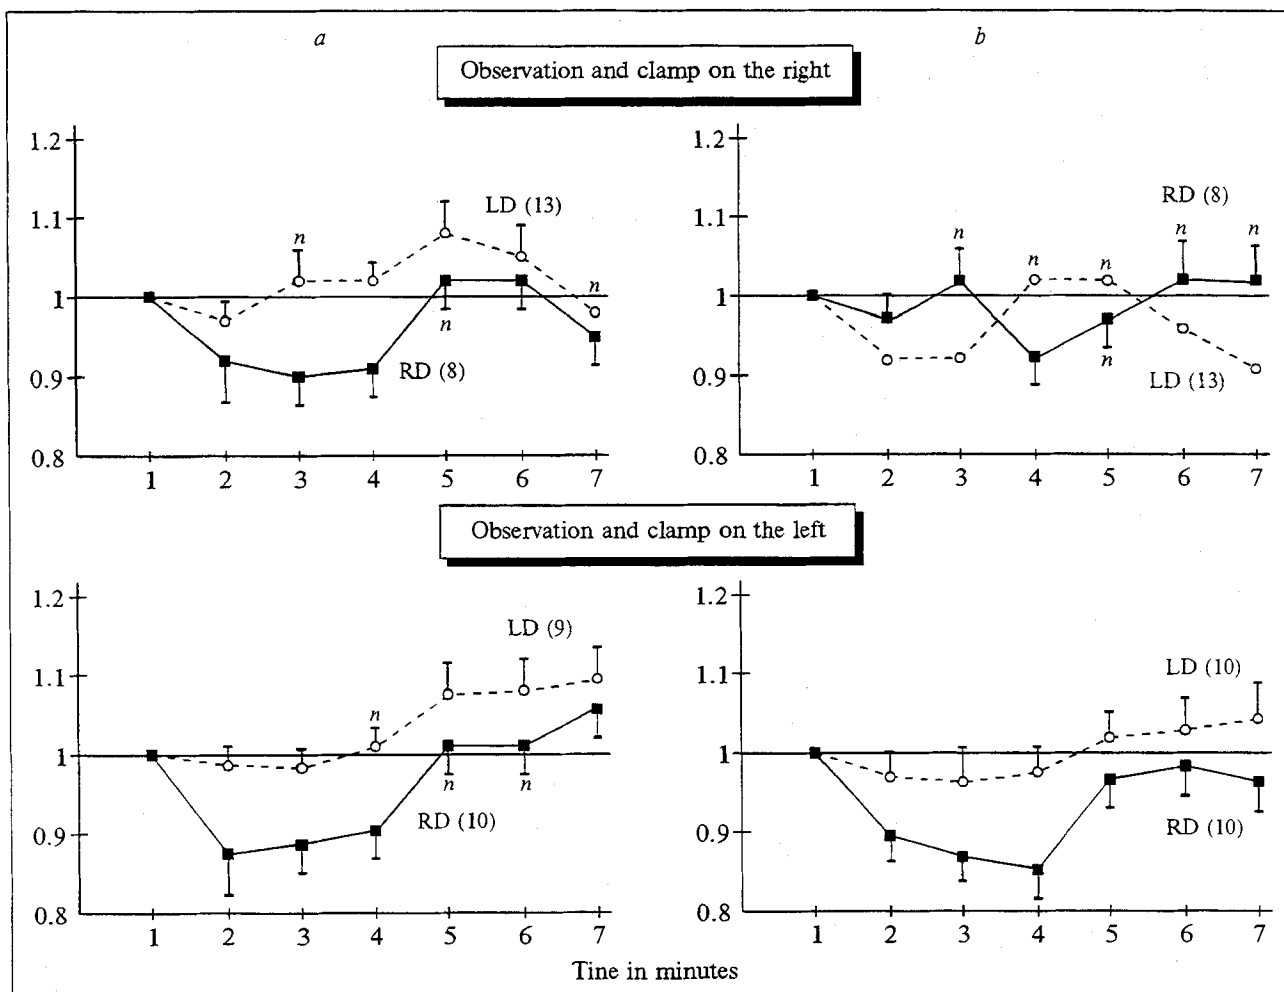 a
b
Observation and clamp on the right
1.2
1.1
1
0.9
0.8
LD (13)
n
n
n
RD (8)
1 2 3 4 5 6 7
1.2
1.1
1
0.9
0.8
RD (8)
n
n
n
n
n
n
LD (13)
1 2 3 4 5 6 7
Observation and clamp on the left
1.2
1.1
1
0.9
0.8
LD (9)
n
n
n
RD (10)
1 2 3 4 5 6 7
1.2
1.1
1
0.9
0.8
LD (10)
RD (10)
1 2 3 4 5 6 7
Tine in minutes